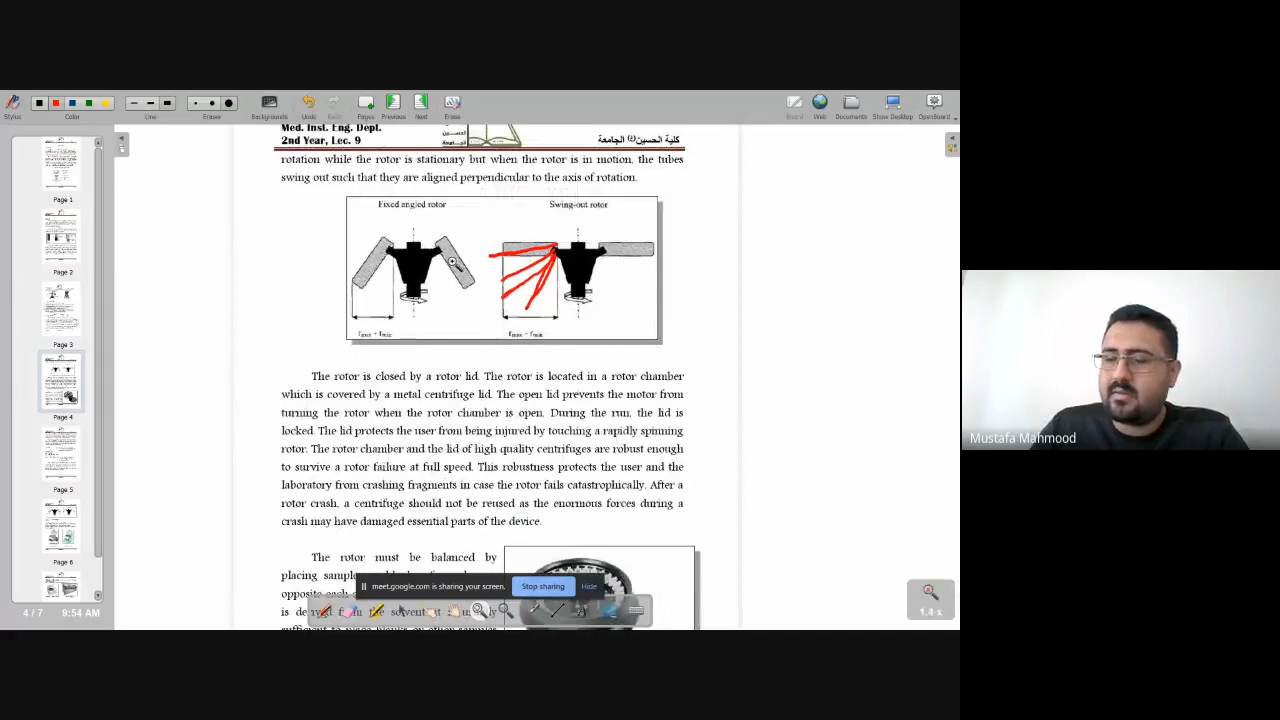 Stylus
Color
Line
Eraser
Backgrounds
Undo
Redo
Pages
Previous
Next
Erase
Board
Web
Documents
Show Desktop
OpenBoard
Med. Inst. Eng. Dept.
2nd Year, Lec. 9
كلية الحسين(ع) الجامعة
rotation while the rotor is stationary but when the rotor is in motion, the tubes
swing out such that they are aligned perpendicular to the axis of rotation.
Fixed angled rotor
Swing-out rotor
rmax - rmin
rmax - rmin
The rotor is closed by a rotor lid. The rotor is located in a rotor chamber
which is covered by a metal centrifuge lid. The open lid prevents the motor from
turning the rotor when the rotor chamber is open. During the run, the lid is
locked. The lid protects the user from being injured by touching a rapidly spinning
rotor. The rotor chamber and the lid of high quality centrifuges are robust enough
to survive a rotor failure at full speed. This robustness protects the user and the
laboratory from crashing fragments in case the rotor fails catastrophically. After a
rotor crash, a centrifuge should not be reused as the enormous forces during a
crash may have damaged essential parts of the device.
The rotor must be balanced by
placing
opposite each
is
meet.google.com is sharing your screen.
Stop sharing
Hide
Page 1
Page 2
Page 3
Page 4
Page 5
Page 6
4 / 7
9:54 AM
1.4 x
Mustafa Mahmood